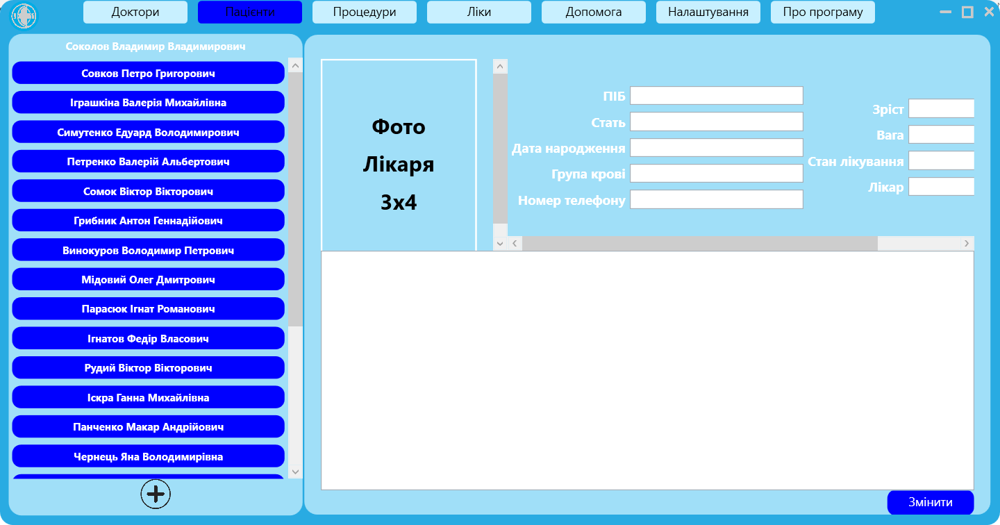 Доктори
Пацієнти
Процедури
Ліки
Допомога
Налаштування
Про програму
Соколов Владимир Владимирович
Совков Петро Григорович
Іграшкіна Валерія Михайлівна
Симутенко Едуард Володимирович
Петренко Валерій Альбертович
Сомок Віктор Вікторович
Грибник Антон Геннадійович
Винокуров Володимир Петрович
Мідовий Олег Дмитрович
Парасюк Ігнат Романович
Ігнатов Федір Власович
Рудий Віктор Вікторович
Іскра Ганна Михайлівна
Панченко Макар Андрійович
Чернець Яна Володимирівна
Фото
Лікаря
3х4
ПІБ
Стать
Дата народження
Група крові
Номер телефону
Зріст
Вага
Стан лікування
Лікар
Змінити